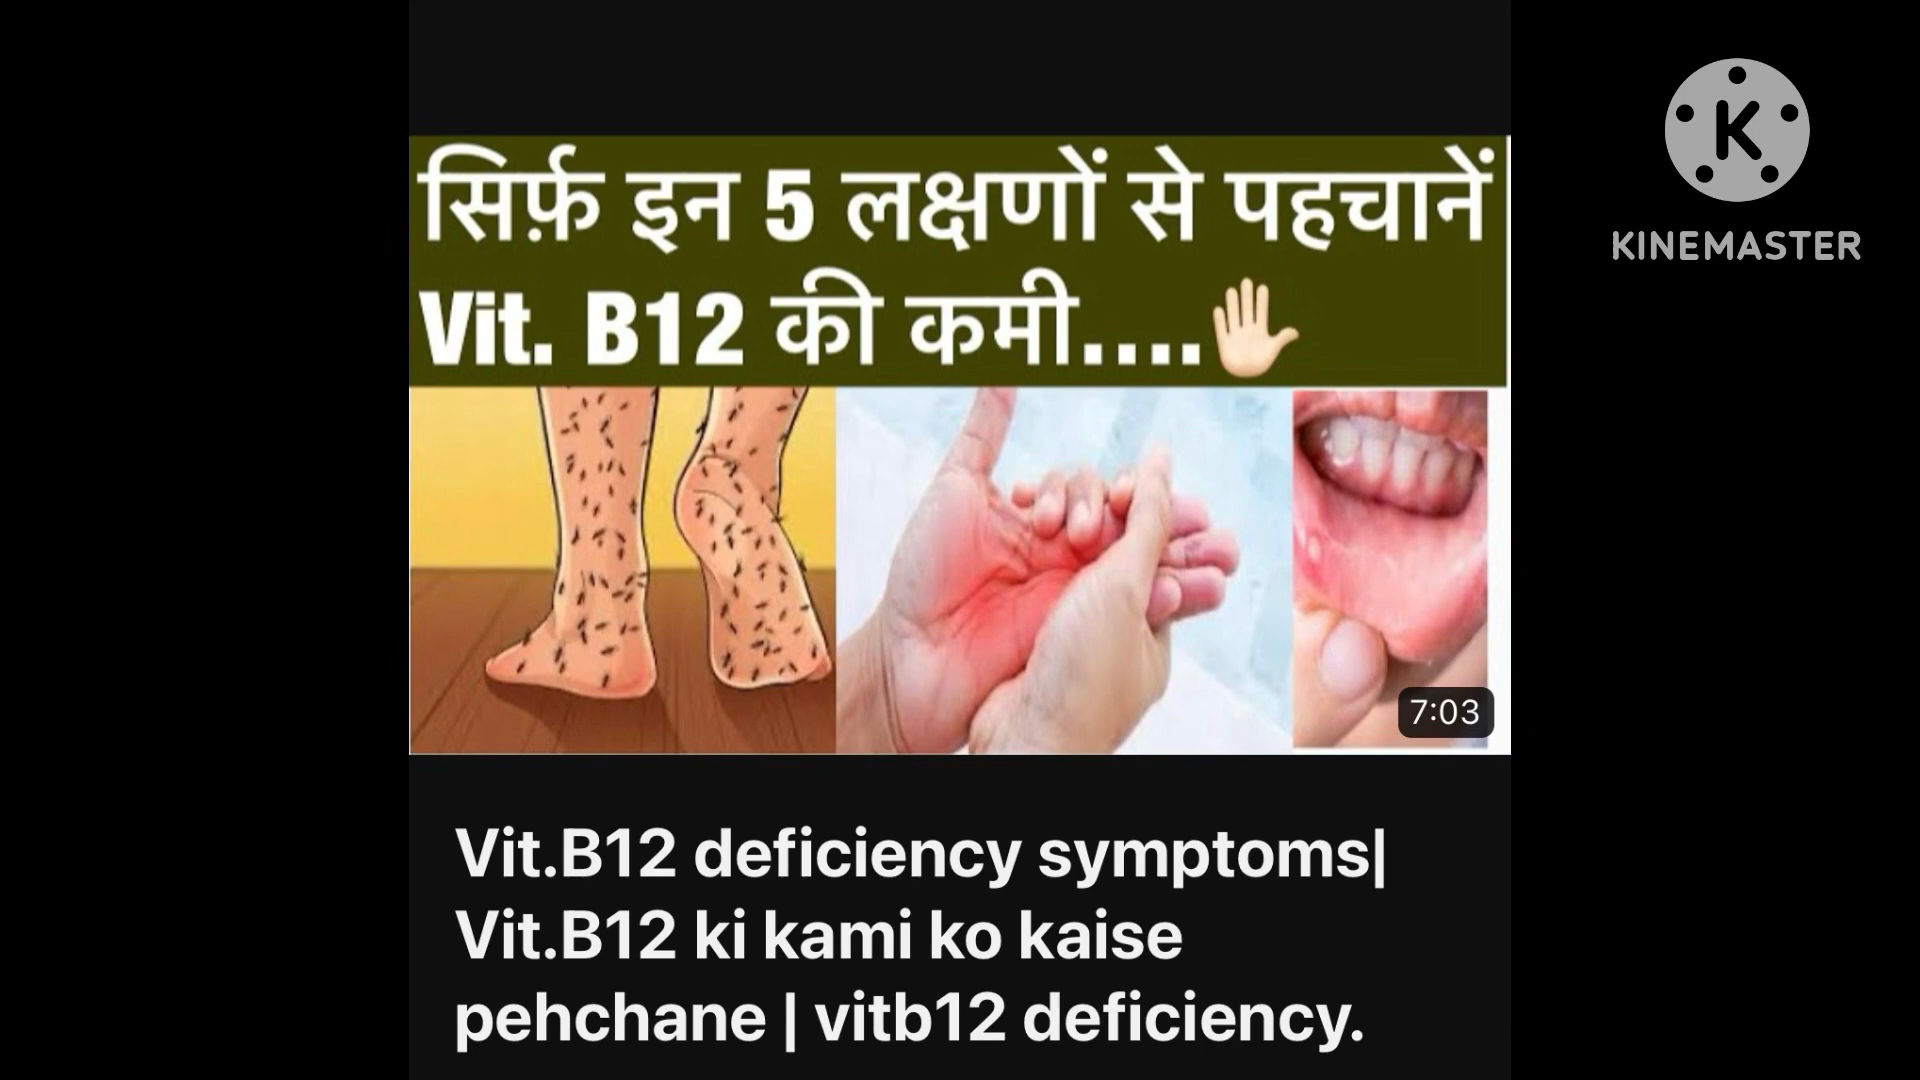 सिर्फ़ इन 5 लक्षणों से पहचानें
Vit. B12 की कमी....🤚🏻
7:03
Vit.B12 deficiency symptoms|
Vit.B12 ki kami ko kaise
pehchane | vitb12 deficiency.
K
KINEMASTER